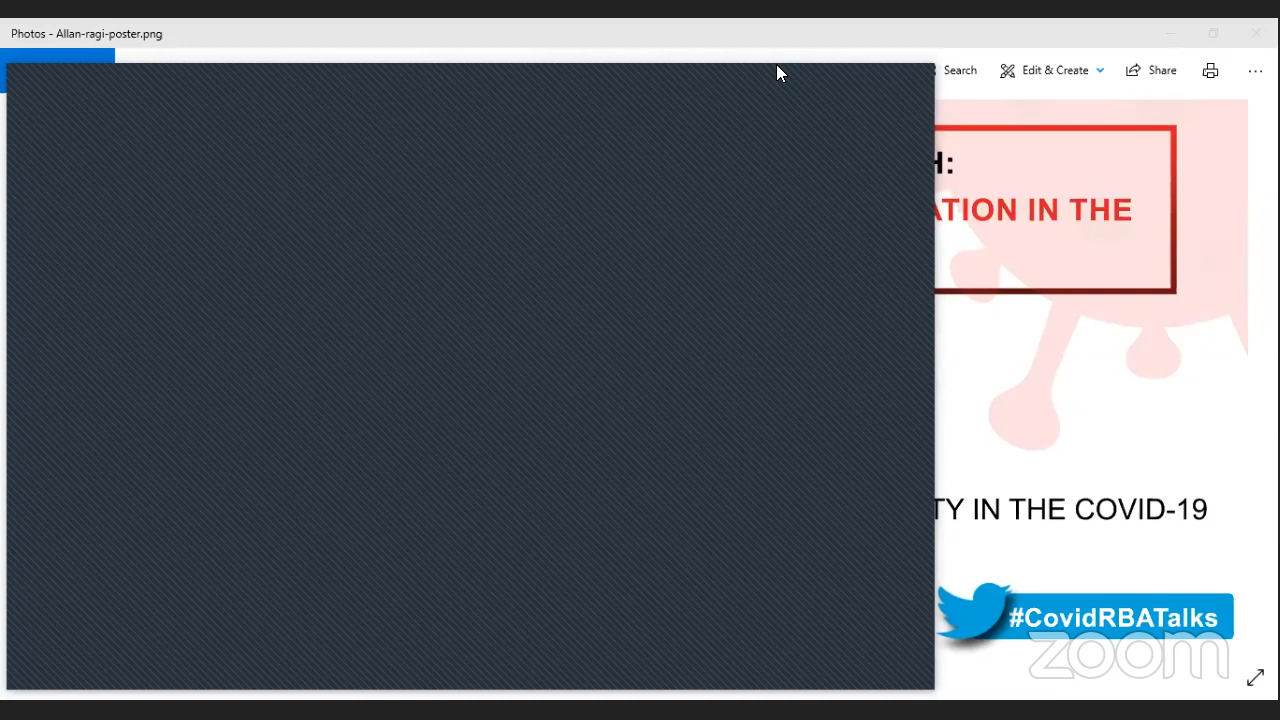 Photos - Allan-ragi-poster.png
Search
Edit & Create
Share
H:
ATION IN THE
TY IN THE COVID-19
#CovidRBATalks
zoom